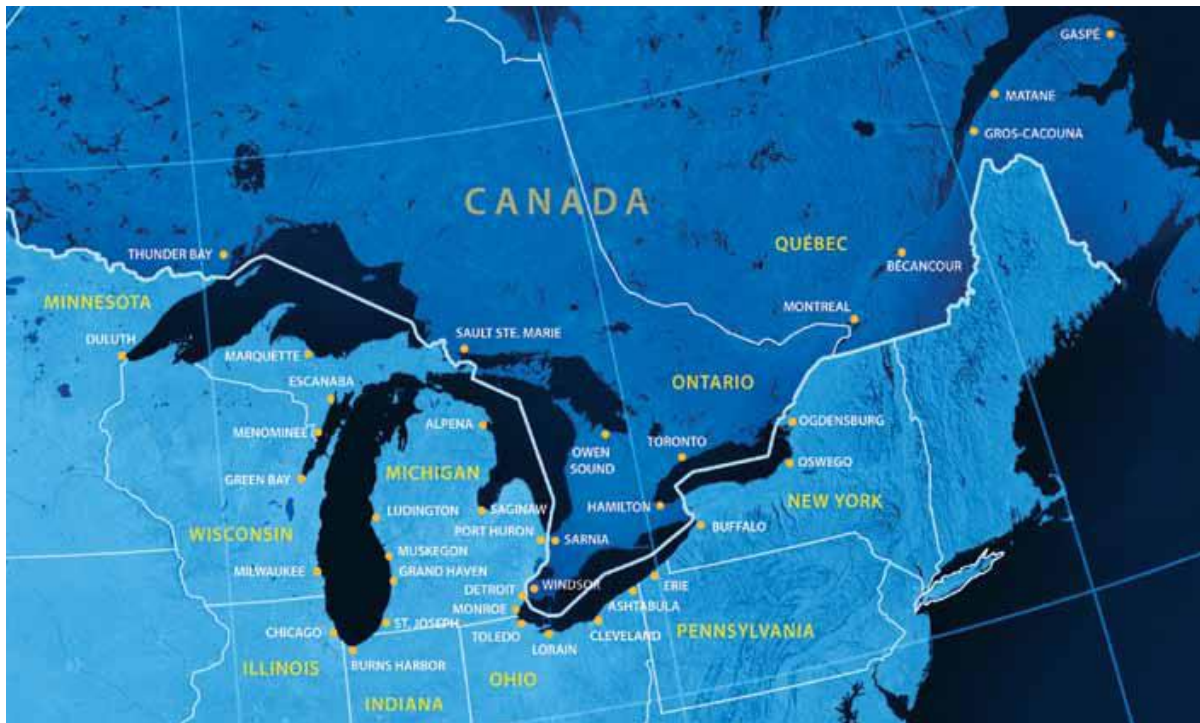 GASPÉ
MATANE
GROS-CACOUNA
CANADA
QUÉBEC
THUNDER BAY
BÉCANCOUR
MINNESOTA
MONTREAL
DULUTH
SAULT STE. MARIE
MARQUETTE
ESCANABA
ONTARIO
ALPENA
OGDENSBURG
MENOMINEE
TORONTO
OWEN
SOUND
OSWEGO
MICHIGAN
GREEN BAY
NEW YORK
HAMILTON
LUDINGTON
SAGINAW
BUFFALO
WISCONSIN
PORT HURON
SARNIA
MUSKEGON
MILWAUKEE
GRAND HAVEN
WINDSOR
ERIE
DETROIT
ASHTABULA
MONROE
ST. JOSEPH
CHICAGO
TOLEDO
CLEVELAND
PENNSYLVANIA
LORAIN
ILLINOIS
BURNS HARBOR
OHIO
INDIANA